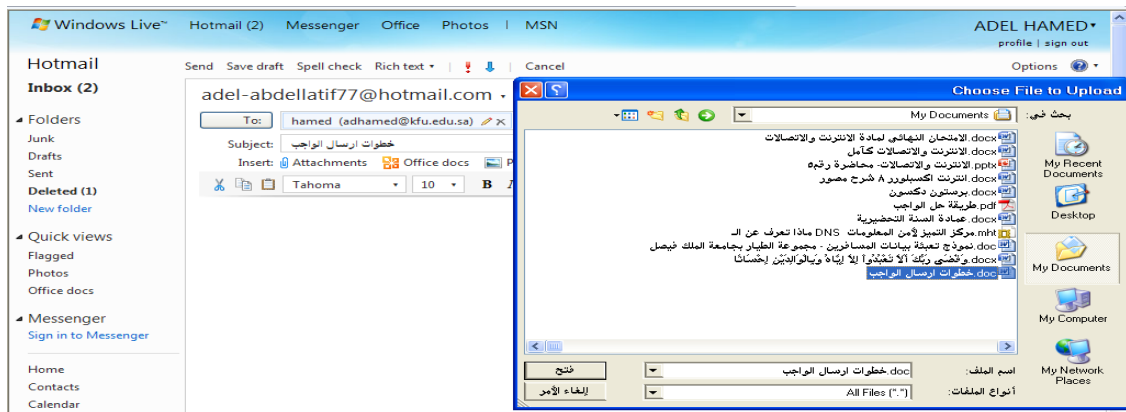 Windows Live™ Hotmail (2) Messenger Office Photos | MSN ADEL HAMED
profile | sign out
Hotmail
Send Save draft Spell check Rich text | Cancel Options
Inbox (2)
adel-abdellatif77@hotmail.com
To: hamed (adhamed@kfu.edu.sa)
Subject: خطوات ارسال الواجب
Insert: Attachments Office docs P
Tahoma 10 B I
Folders
Junk
Drafts
Sent
Deleted (1)
New folder
Quick views
Flagged
Photos
Office docs
Messenger
Sign in to Messenger
Home
Contacts
Calendar
Choose File to Upload
بحث في: My Documents
الامتحان النهائي لمادة الانترنت والاتصالات.docx
الانترنت والاتصالات كآمل.docx
الانترنت والاتصالات- محاضرة رقم٥.pptx
انترنت اكسبلورر ٨ شرح مصور.docx
برستون دكسون.docx
طريقة حل الواجب.pdf
عمادة السنة التحضيرية.docx
مركز التميز لأمن المعلومات DNS ماذا تعرف عن الـ.mht
نموذج تعبئة بيانات المسافرين - مجموعة الطيار بجامعة الملك فيصل.doc
وَقَضَى رَبُّكَ أَلاَّ تَعْبُدُواْ إِلاَّ إِيَّاهُ وَبِالْوَالِدَيْنِ إِحْسَانًا.docx
خطوات ارسال الواجب.doc
My Recent Documents
Desktop
My Documents
My Computer
My Network Places
اسم الملف: خطوات ارسال الواجب.doc فتح
أنواع الملفات: All Files (*.*) إلغاء الأمر